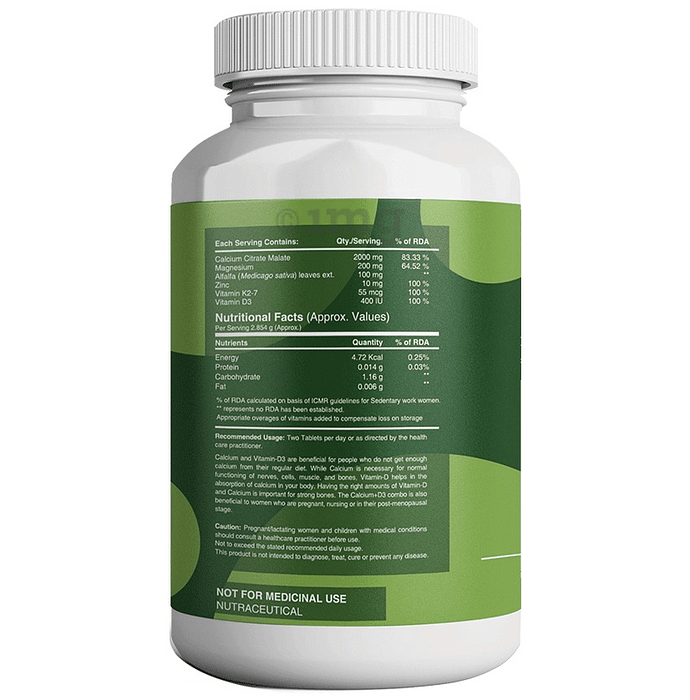 © 1mg
Each Serving Contains: Qty./Serving. % of RDA
Calcium Citrate Malate 2000 mg 83.33 %
Magnesium 200 mg 64.52 %
Alfalfa (Medicago sativa) leaves ext. 100 mg **
Zinc 10 mg 100 %
Vitamin K2-7 55 mcg 100 %
Vitamin D3 400 IU 100 %
Nutritional Facts (Approx. Values)
Per Serving 2.854 g (Approx.)
Nutrients Quantity % of RDA
Energy 4.72 Kcal 0.25%
Protein 0.014 g 0.03%
Carbohydrate 1.16 g **
Fat 0.006 g **
% of RDA calculated on basis of ICMR guidelines for Sedentary work women.
** represents no RDA has been established.
Appropriate overages of vitamins added to compensate loss on storage
Recommended Usage: Two Tablets per day or as directed by the health
care practitioner.
Calcium and Vitamin-D3 are beneficial for people who do not get enough
calcium from their regular diet. While Calcium is necessary for normal
functioning of nerves, cells, muscle, and bones, Vitamin-D helps in the
absorption of calcium in your body. Having the right amounts of Vitamin-D
and Calcium is important for strong bones. The Calcium+D3 combo is also
beneficial to women who are pregnant, nursing or in their post-menopausal
stage.
Caution: Pregnant/lactating women and children with medical conditions
should consult a healthcare practitioner before use.
Not to exceed the stated recommended daily usage.
This product is not intended to diagnose, treat, cure or prevent any disease.
NOT FOR MEDICINAL USE
NUTRACEUTICAL